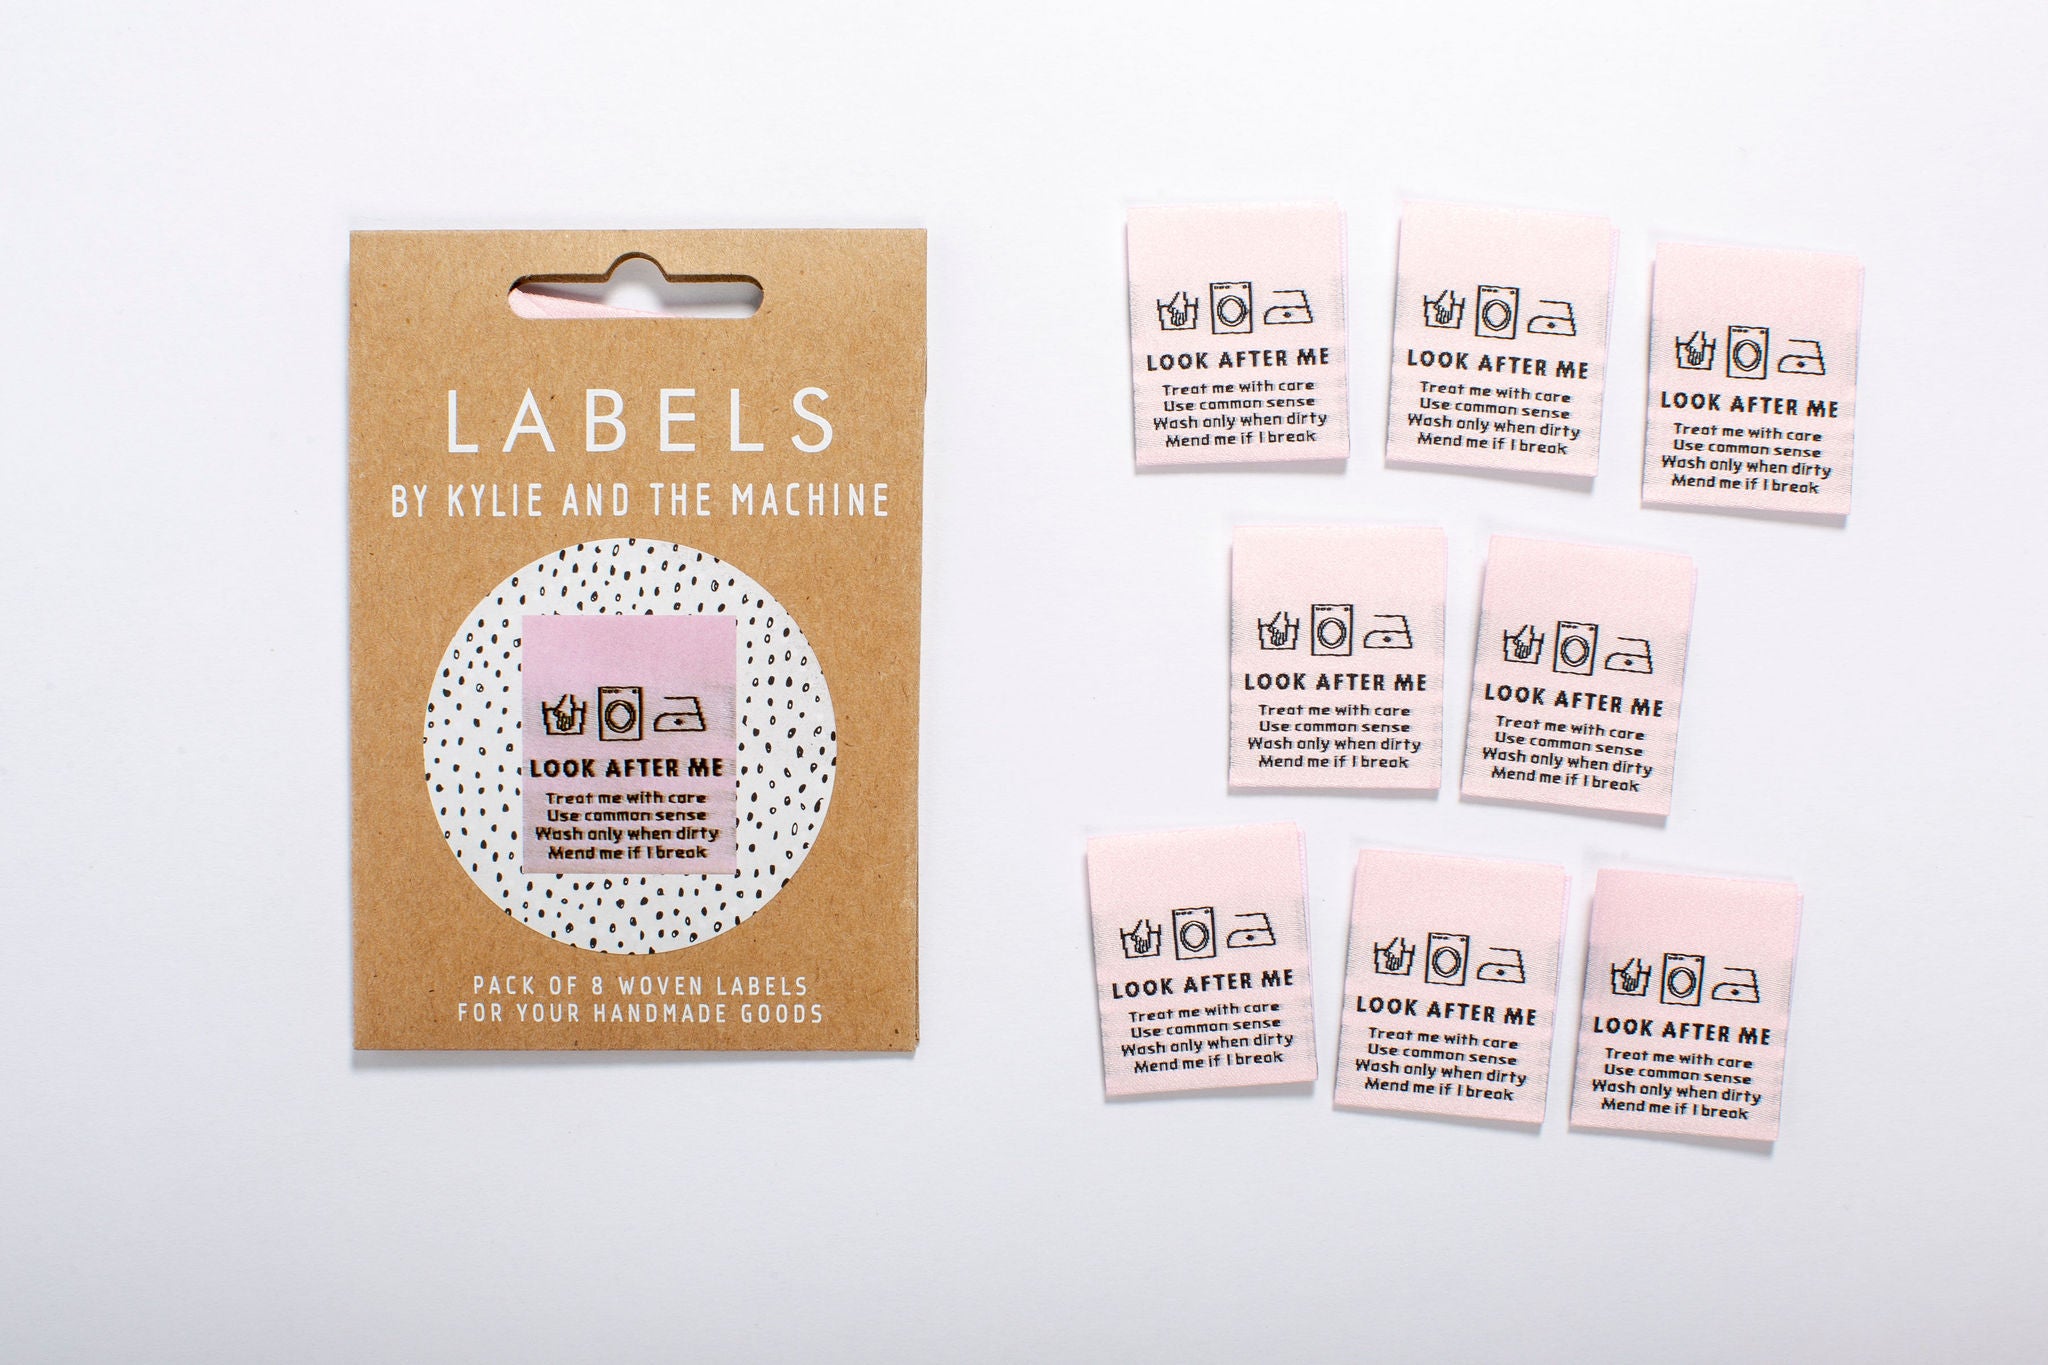 LABELS
BY KYLIE AND THE MACHINE
LOOK AFTER ME
Treat me with care
Use common sense
Wash only when dirty
Mend me if I break
PACK OF 8 WOVEN LABELS
FOR YOUR HANDMADE GOODS
LOOK AFTER ME
Treat me with care
Use common sense
Wash only when dirty
Mend me if I break
LOOK AFTER ME
Treat me with care
Use common sense
Wash only when dirty
Mend me if I break
LOOK AFTER ME
Treat me with care
Use common sense
Wash only when dirty
Mend me if I break
LOOK AFTER ME
Treat me with care
Use common sense
Wash only when dirty
Mend me if I break
LOOK AFTER ME
Treat me with care
Use common sense
Wash only when dirty
Mend me if I break
LOOK AFTER ME
Treat me with care
Use common sense
Wash only when dirty
Mend me if I break
LOOK AFTER ME
Treat me with care
Use common sense
Wash only when dirty
Mend me if I break
LOOK AFTER ME
Treat me with care
Use common sense
Wash only when dirty
Mend me if I break